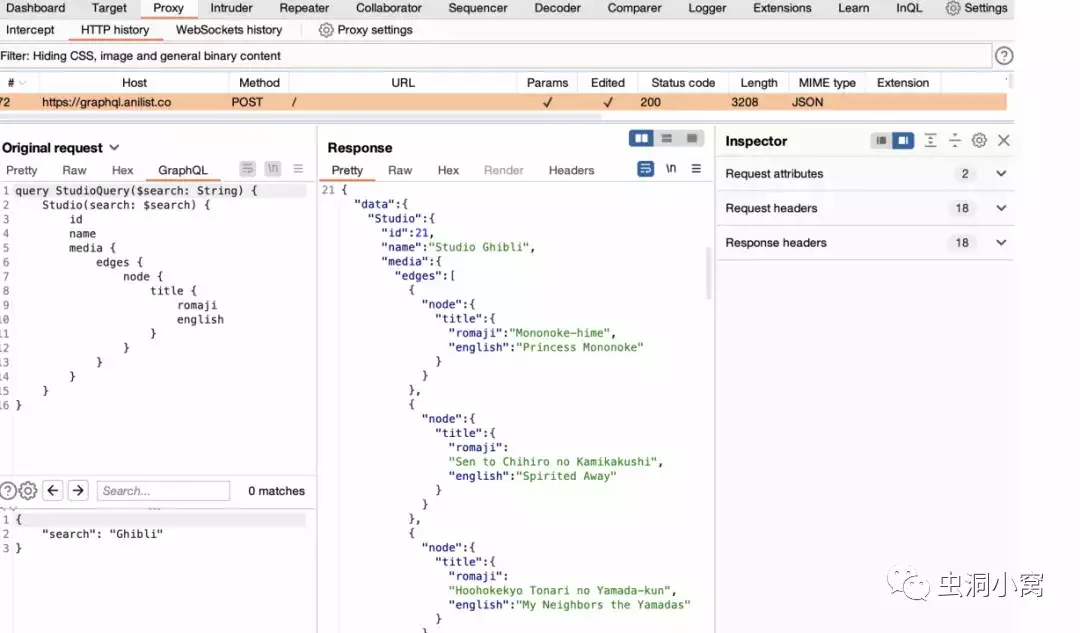 Dashboard Target Proxy Intruder Repeater Collaborator Sequencer Decoder Comparer Logger Extensions Learn InQL Settings
Intercept HTTP history WebSockets history Proxy settings
Filter: Hiding CSS, image and general binary content
# Host Method URL Params Edited Status code Length MIME type Extension
72 https://graphql.anilist.co POST / ✓ ✓ 200 3208 JSON
Original request
Pretty Raw Hex GraphQL \n
1 query StudioQuery($search: String) {
2 Studio(search: $search) {
3 id
4 name
5 media {
6 edges {
7 node {
8 title {
9 romaji
10 english
11 }
12 }
13 }
14 }
15 }
16 }
Search... 0 matches
1 {
2 "search": "Ghibli"
3 }
Response
Pretty Raw Hex Render Headers \n
21 {
"data":{
"Studio":{
"id":21,
"name":"Studio Ghibli",
"media":{
"edges":[
{
"node":{
"title":{
"romaji":"Mononoke-hime",
"english":"Princess Mononoke"
}
}
},
{
"node":{
"title":{
"romaji":
"Sen to Chihiro no Kamikakushi",
"english":"Spirited Away"
}
}
},
{
"node":{
"title":{
"romaji":
"Hoohokekyo Tonari no Yamada-kun",
"english":"My Neighbors the Yamadas"
}
}
Inspector
Request attributes 2
Request headers 18
Response headers 18
虫洞小窝